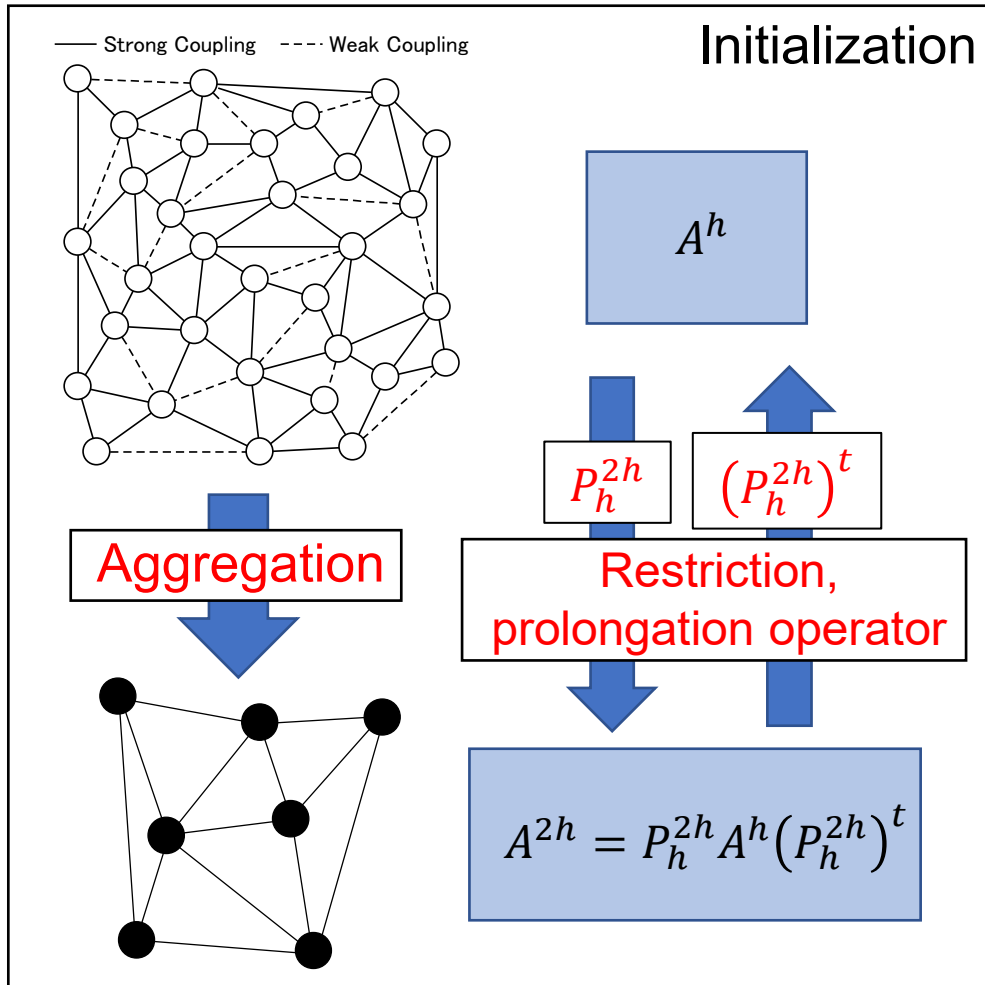 Initialization
Strong Coupling
Weak Coupling
A�ʰ
P_h^{2h}
(P_h^{2h})^t
Aggregation
Restriction,
prolongation operator
A^{2h} = P_h^{2h} A^h (P_h^{2h})^t